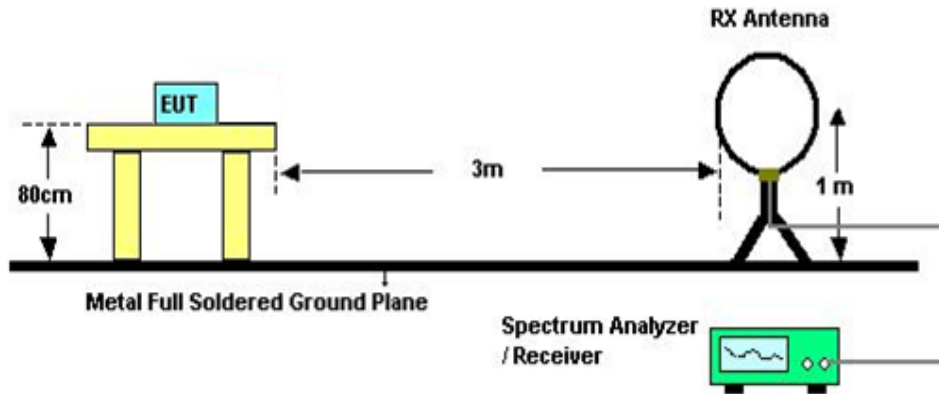 RX Antenna
EUT
3m
80cm
1 m
Metal Full Soldered Ground Plane
Spectrum Analyzer
/ Receiver